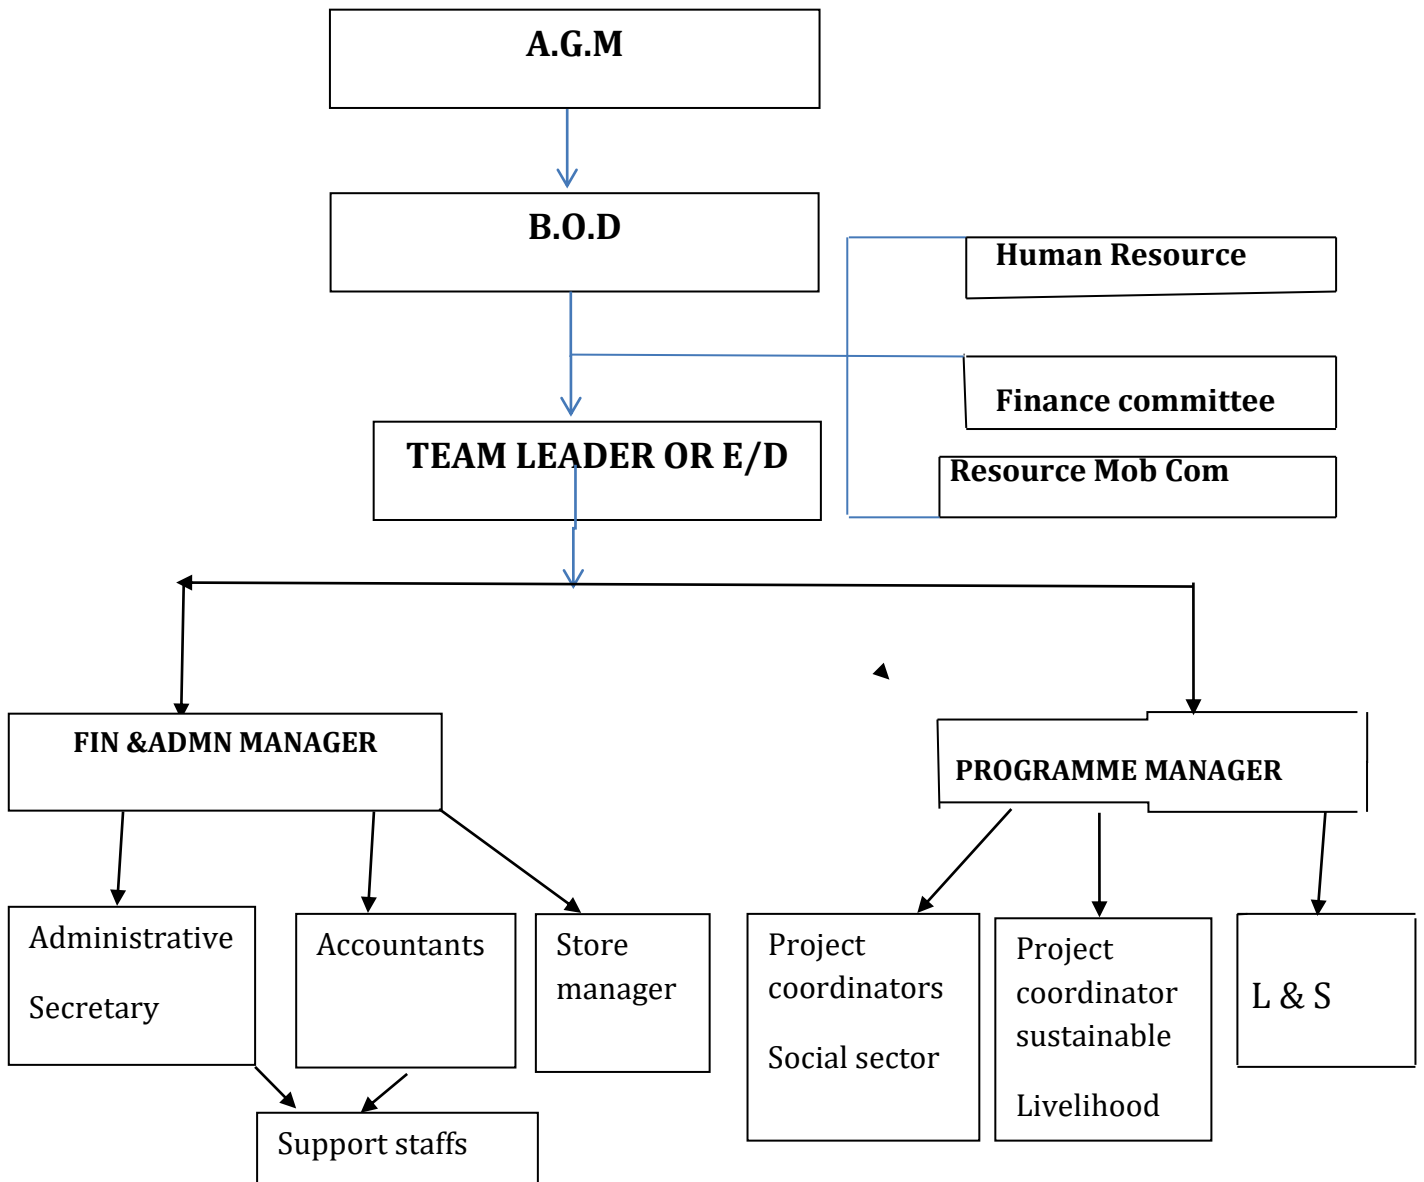 A.G.M
B.O.D
Human Resource
Finance committee
TEAM LEADER OR E/D
Resource Mob Com
FIN &ADMN MANAGER
PROGRAMME MANAGER
Administrative
Secretary
Accountants
Store
manager
Project
coordinators
Social sector
Project
coordinator
sustainable
Livelihood
L & S
Support staffs